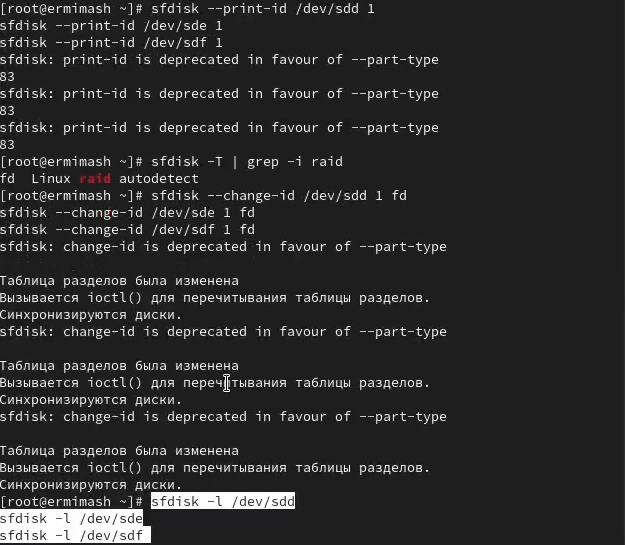 [root@ermimash ~]# sfdisk --print-id /dev/sdd 1
sfdisk --print-id /dev/sde 1
sfdisk --print-id /dev/sdf 1
sfdisk: print-id is deprecated in favour of --part-type
83
sfdisk: print-id is deprecated in favour of --part-type
83
sfdisk: print-id is deprecated in favour of --part-type
83
[root@ermimash ~]# sfdisk -T | grep -i raid
fd  Linux raid autodetect
[root@ermimash ~]# sfdisk --change-id /dev/sdd 1 fd
sfdisk --change-id /dev/sde 1 fd
sfdisk --change-id /dev/sdf 1 fd
sfdisk: change-id is deprecated in favour of --part-type
Таблица разделов была изменена
Вызывается ioctl() для перечитывания таблицы разделов.
Синхронизируются диски.
sfdisk: change-id is deprecated in favour of --part-type
Таблица разделов была изменена
Вызывается ioctl() для перечитывания таблицы разделов.
Синхронизируются диски.
sfdisk: change-id is deprecated in favour of --part-type
Таблица разделов была изменена
Вызывается ioctl() для перечитывания таблицы разделов.
Синхронизируются диски.
[root@ermimash ~]# sfdisk -l /dev/sdd
sfdisk -l /dev/sde
sfdisk -l /dev/sdf